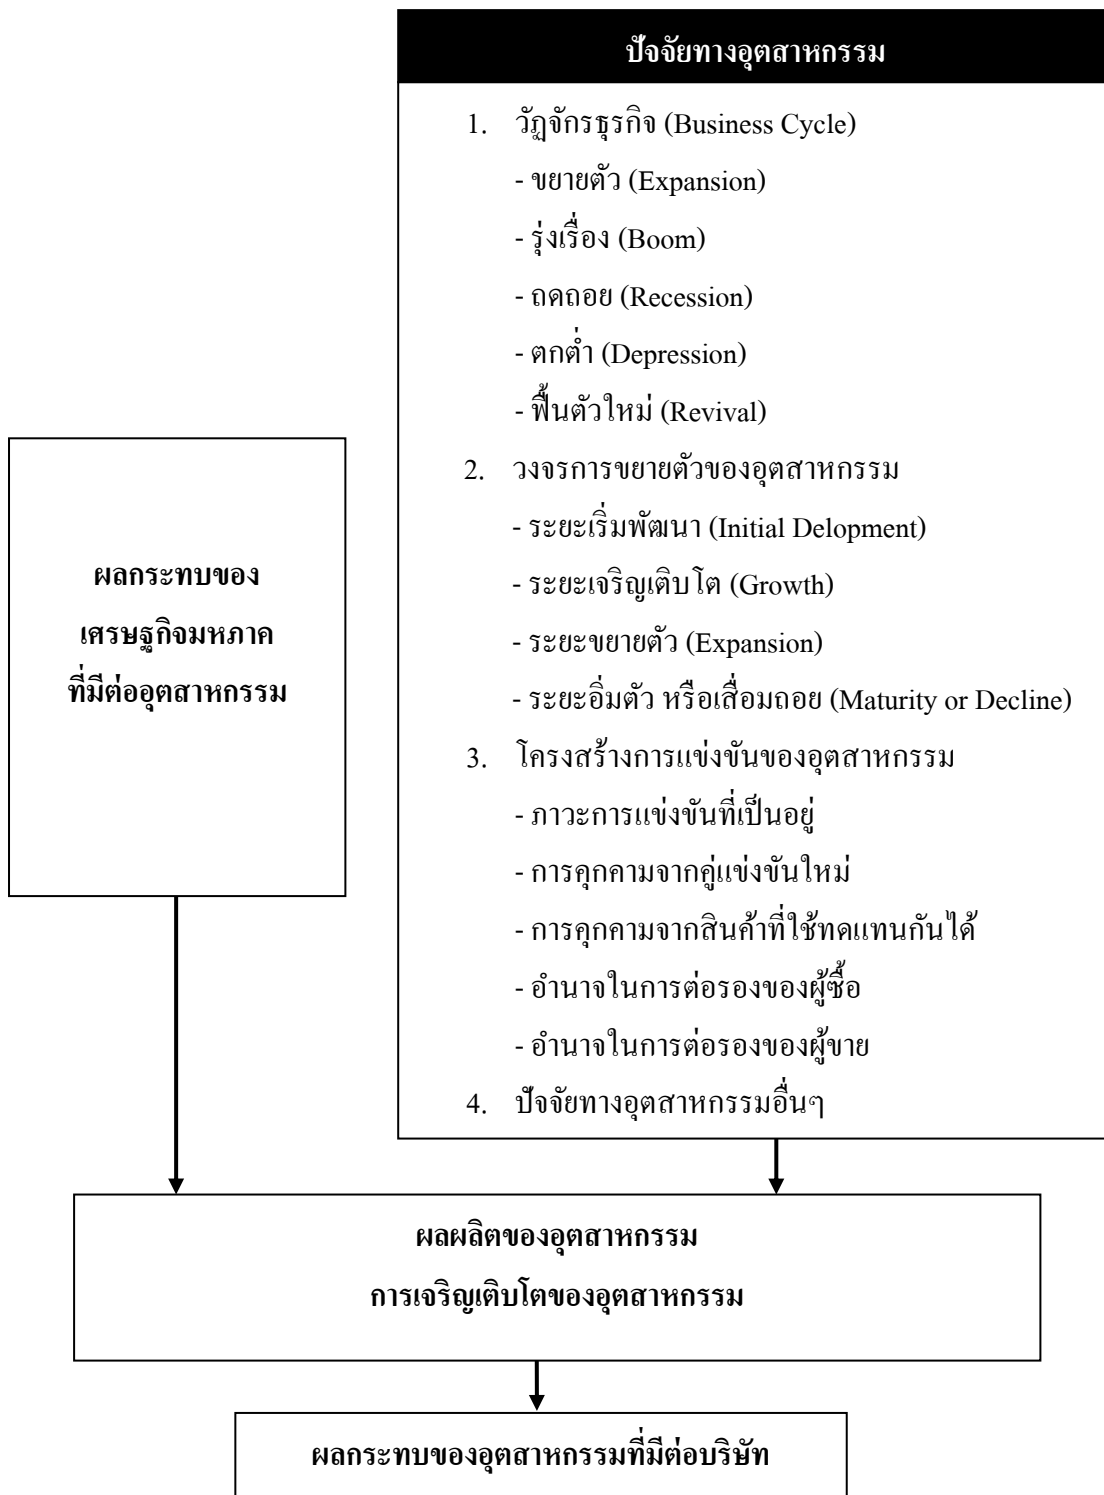 ปัจจัยทางอุตสาหกรรม
1. วัฏจักรธุรกิจ (Business Cycle)
- ขยายตัว (Expansion)
- รุ่งเรื่อง (Boom)
- ถดถอย (Recession)
- ตกต่ำ (Depression)
- ฟื้นตัวใหม่ (Revival)
2. วงจรการขยายตัวของอุตสาหกรรม
- ระยะเริ่มพัฒนา (Initial Delopment)
- ระยะเจริญเติบโต (Growth)
- ระยะขยายตัว (Expansion)
- ระยะอิ่มตัว หรือเสื่อมถอย (Maturity or Decline)
3. โครงสร้างการแข่งขันของอุตสาหกรรม
- ภาวะการแข่งขันที่เป็นอยู่
- การคุกคามจากคู่แข่งขันใหม่
- การคุกคามจากสินค้าที่ใช้ทดแทนกันได้
- อำนาจในการต่อรองของผู้ซื้อ
- อำนาจในการต่อรองของผู้ขาย
4. ปัจจัยทางอุตสาหกรรมอื่นๆ
ผลกระทบของ
เศรษฐกิจมหภาค
ที่มีต่ออุตสาหกรรม
ผลผลิตของอุตสาหกรรม
การเจริญเติบโตของอุตสาหกรรม
ผลกระทบของอุตสาหกรรมที่มีต่อบริษัท